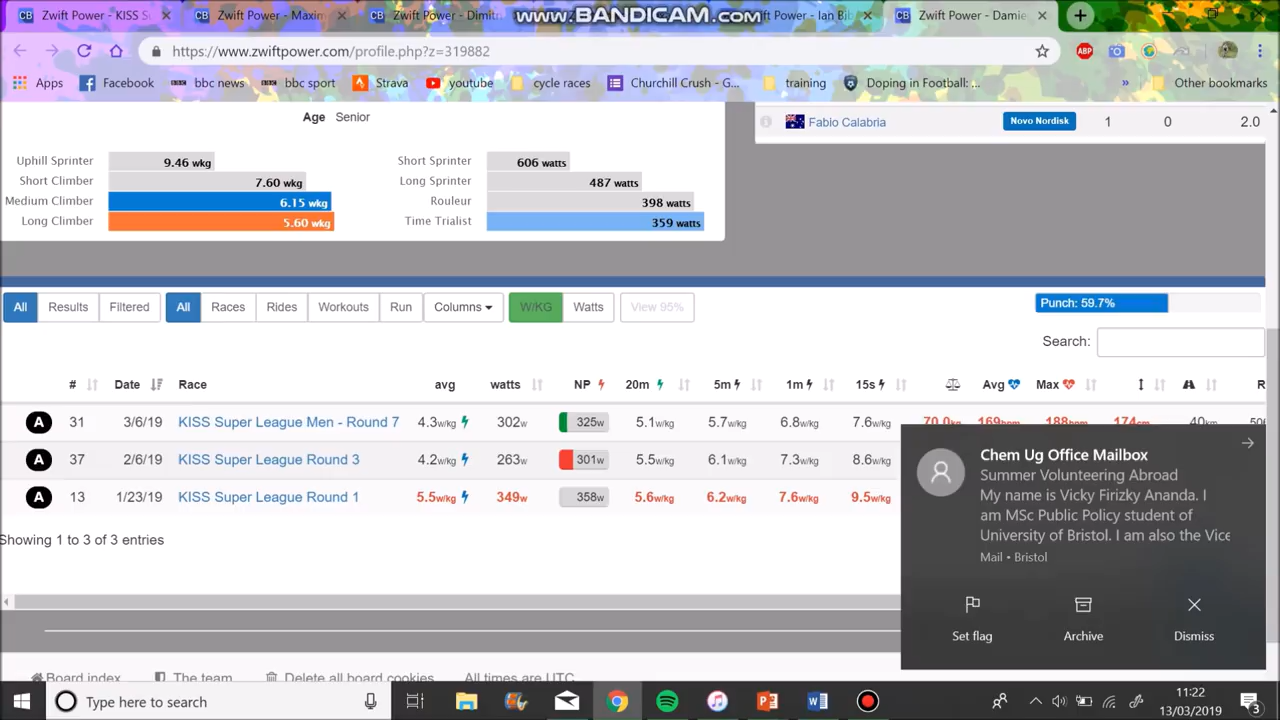 Zwift Power - KISS S
Zwift Power - Maxim
Zwift Power - Dimitr
www.BANDICAM.com
Power - Ian Bib
Zwift Power - Damie
https://www.zwiftpower.com/profile.php?z=319882
ABP
Apps Facebook bbc news bbc sport Strava youtube cycle races Churchill Crush - G... training Doping in Football: ... » Other bookmarks
Age Senior
Fabio Calabria Novo Nordisk 1 0 2.0
Uphill Sprinter 9.46 wkg Short Sprinter 606 watts
Short Climber 7.60 wkg Long Sprinter 487 watts
Medium Climber 6.15 wkg Rouleur 398 watts
Long Climber 5.60 wkg Time Trialist 359 watts
All Results Filtered All Races Rides Workouts Run Columns W/KG Watts View 95% Punch: 59.7%
Search:
# Date Race avg watts NP 20m 5m 1m 15s Avg Max
A 31 3/6/19 KISS Super League Men - Round 7 4.3w/kg 302w 325w 5.1w/kg 5.7w/kg 6.8w/kg 7.6w/kg 70.0kg 169bpm 188bpm 174cm 40km
A 37 2/6/19 KISS Super League Round 3 4.2w/kg 263w 301w 5.5w/kg 6.1w/kg 7.3w/kg 8.6w/kg
A 13 1/23/19 KISS Super League Round 1 5.5w/kg 349w 358w 5.6w/kg 6.2w/kg 7.6w/kg 9.5w/kg
Showing 1 to 3 of 3 entries
Chem Ug Office Mailbox
Summer Volunteering Abroad
My name is Vicky Firizky Ananda. I
am MSc Public Policy student of
University of Bristol. I am also the Vice
Mail • Bristol
Set flag Archive Dismiss
Board index The team Delete all board cookies All times are UTC
Type here to search
11:22
13/03/2019
3